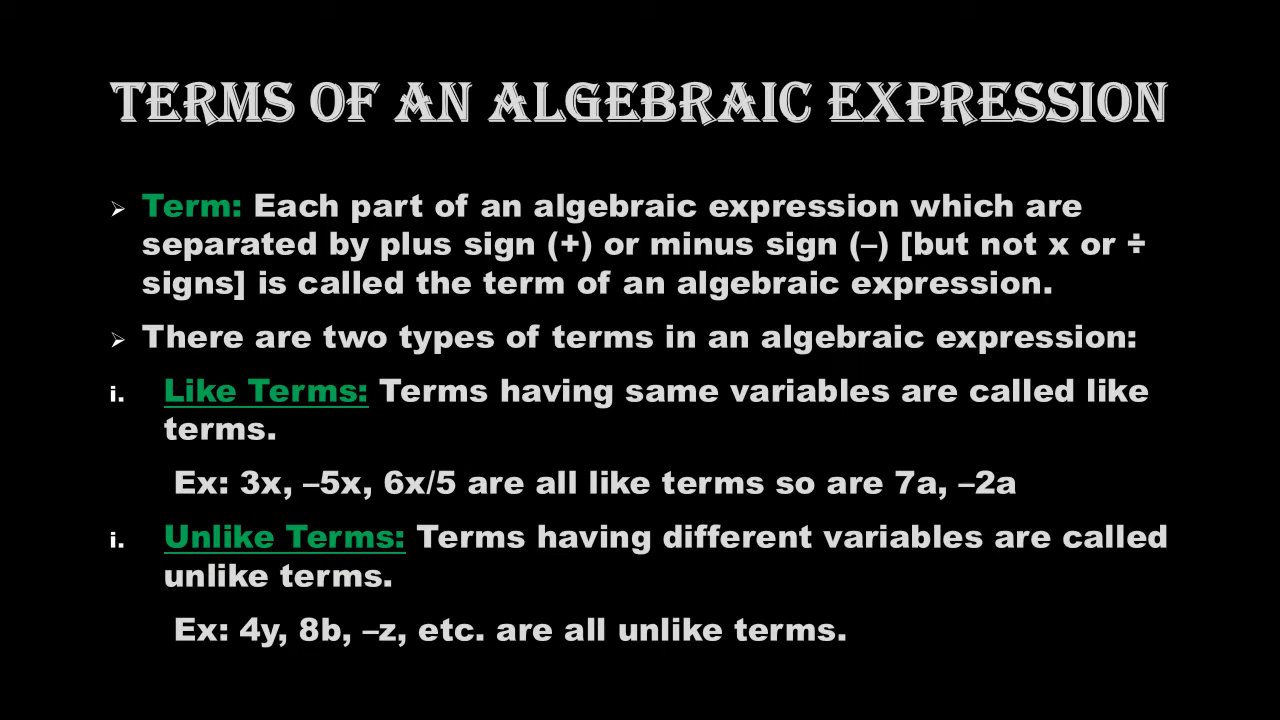 TERMS OF AN ALGEBRAIC EXPRESSION
➢ Term: Each part of an algebraic expression which are
separated by plus sign (+) or minus sign (–) [but not x or ÷
signs] is called the term of an algebraic expression.
➢ There are two types of terms in an algebraic expression:
i. Like Terms: Terms having same variables are called like
terms.
Ex: 3x, –5x, 6x/5 are all like terms so are 7a, –2a
i. Unlike Terms: Terms having different variables are called
unlike terms.
Ex: 4y, 8b, –z, etc. are all unlike terms.